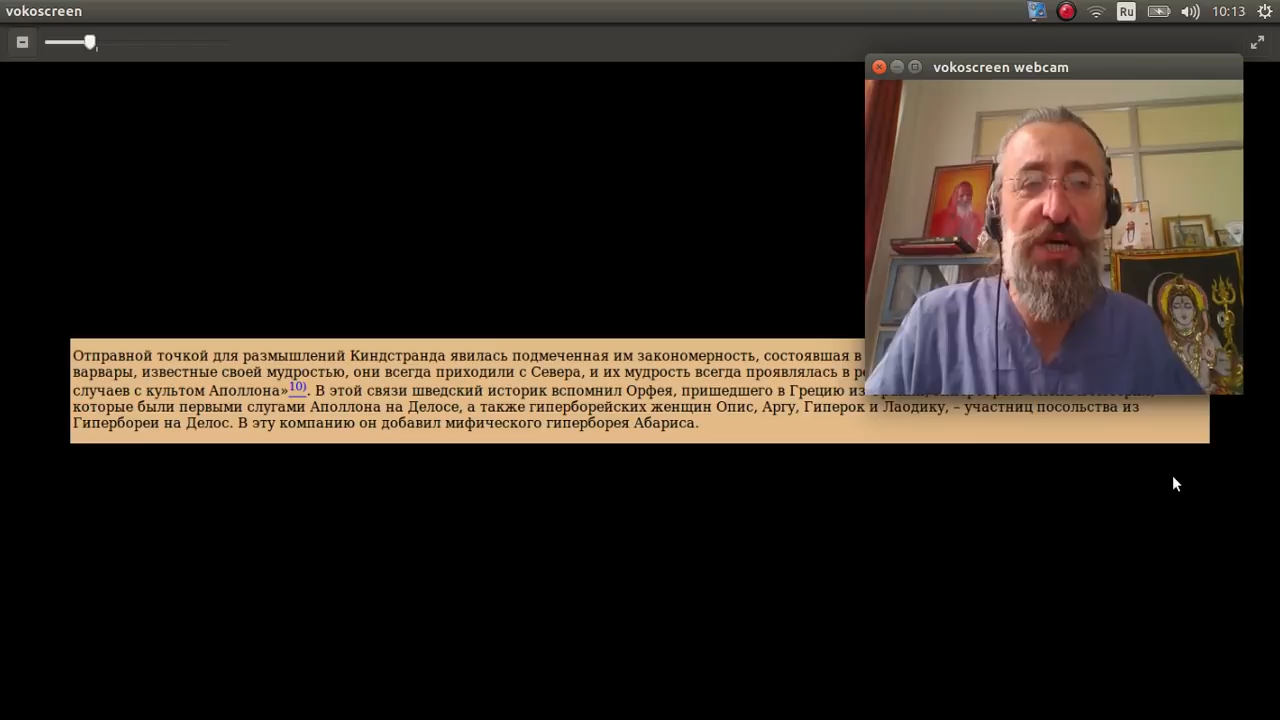 vokoscreen
Ru
10:13
vokoscreen webcam
Отправной точкой для размышлений Киндстранда явилась подмеченная им закономерность, состоявшая в
варвары, известные своей мудростью, они всегда приходили с Севера, и их мудрость всегда проявлялась в
случаев с культом Аполлона»10). В этой связи шведский историк вспомнил Орфея, пришедшего в Грецию из
которые были первыми слугами Аполлона на Делосе, а также гиперборейских женщин Опис, Аргу, Гиперок и Лаодику, – участниц посольства из
Гипербореи на Делос. В эту компанию он добавил мифического гиперборея Абариса.